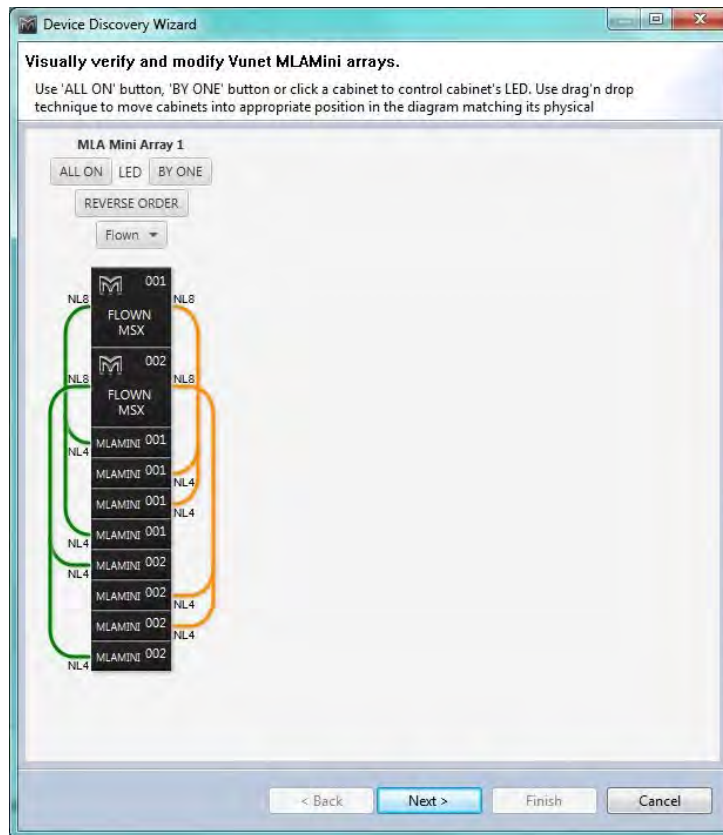 Device Discovery Wizard
Visually verify and modify Vunet MLAMini arrays.
Use 'ALL ON' button, 'BY ONE' button or click a cabinet to control cabinet's LED. Use drag'n drop
technique to move cabinets into appropriate position in the diagram matching its physical
MLA Mini Array 1
ALL ON LED BY ONE
REVERSE ORDER
Flown
001
NL8 NL8
FLOWN
MSX
002
NL8 NL8
FLOWN
MSX
MLAMINI 001
NL4
MLAMINI 001
NL4
MLAMINI 001
NL4
MLAMINI 001
NL4
MLAMINI 002
NL4
MLAMINI 002
NL4
MLAMINI 002
NL4
MLAMINI 002
NL4
< Back Next > Finish Cancel